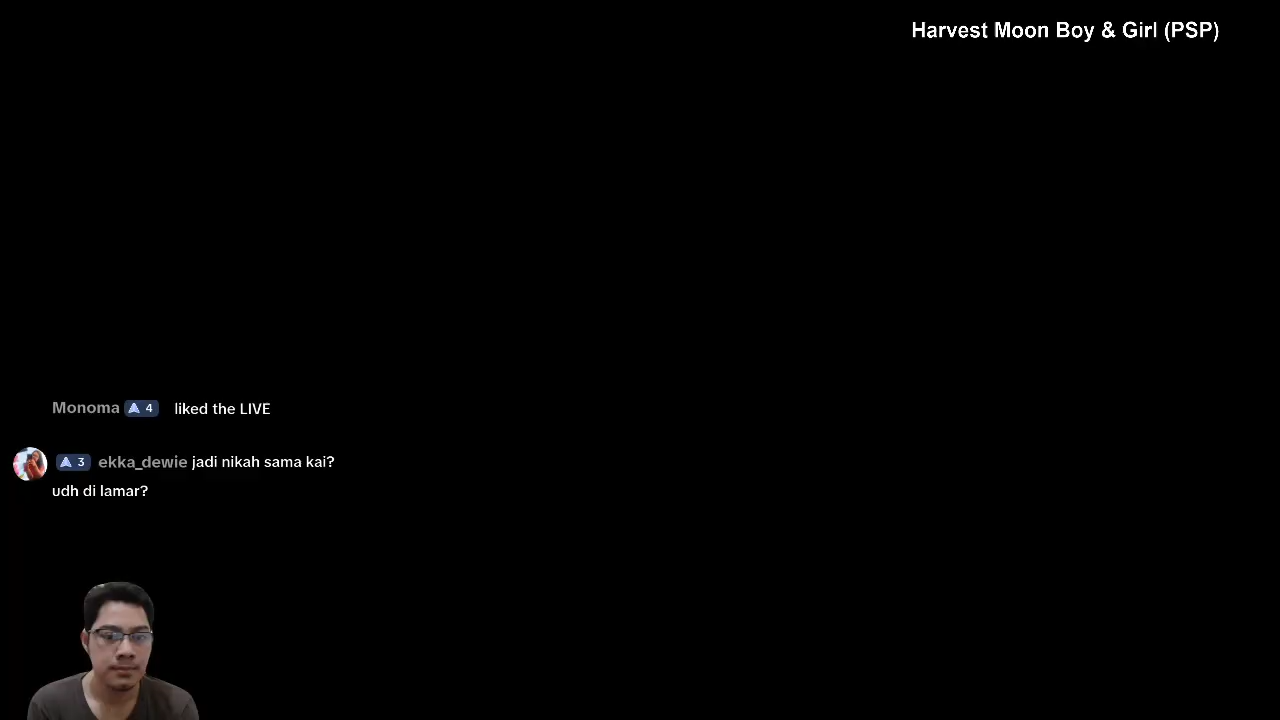 Harvest Moon Boy & Girl (PSP)
Monoma 4 liked the LIVE
3 ekka_dewie jadi nikah sama kai?
udh di lamar?